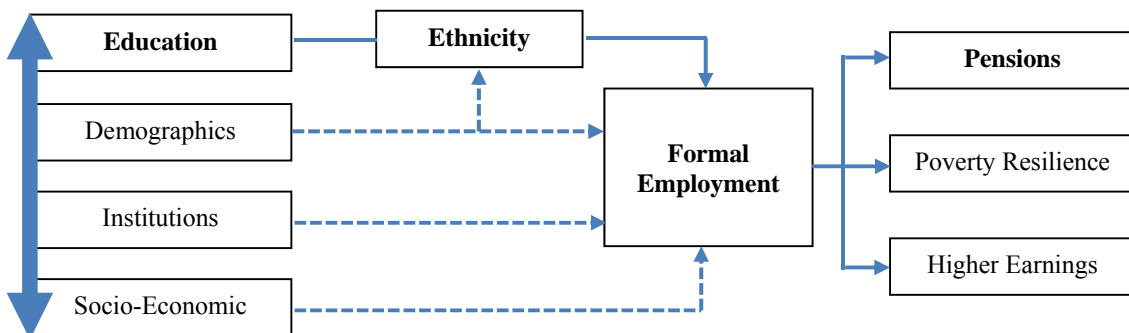 Education
Ethnicity
Pensions
Demographics
Formal
Employment
Poverty Resilience
Institutions
Higher Earnings
Socio-Economic